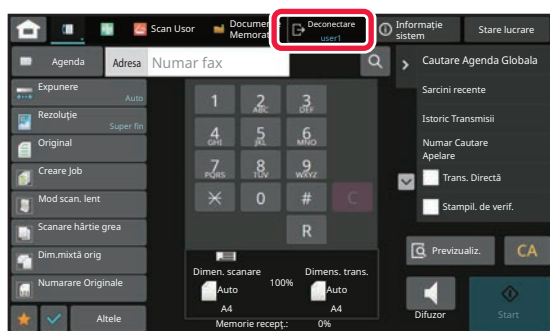 Scan Usor
Documente
Memorat
Deconectare
user1
Informație
sistem
Stare lucrare
Agenda
Adresa
Numar fax
Cautare Agenda Globala
Expunere
Auto
Rezoluție
Super fin
Original
Creare Job
Mod scan. lent
Scanare hârtie
grea
Dim.mixtă orig
Numarare Originale
Altele
1
2
ABC
3
DEF
4
GHI
5
JKL
6
MNO
7
PQRS
8
TUV
9
WXYZ
0
#
C
R
Dimen. scanare
Auto
A4
100%
Dimens. trans.
Auto
A4
Memorie recepț.: 0%
Sarcini recente
Istoric Transmisii
Numar Cautare
Apelare
Trans. Directă
Stampil. de verif.
Previzualiz.
CA
Difuzor
Start